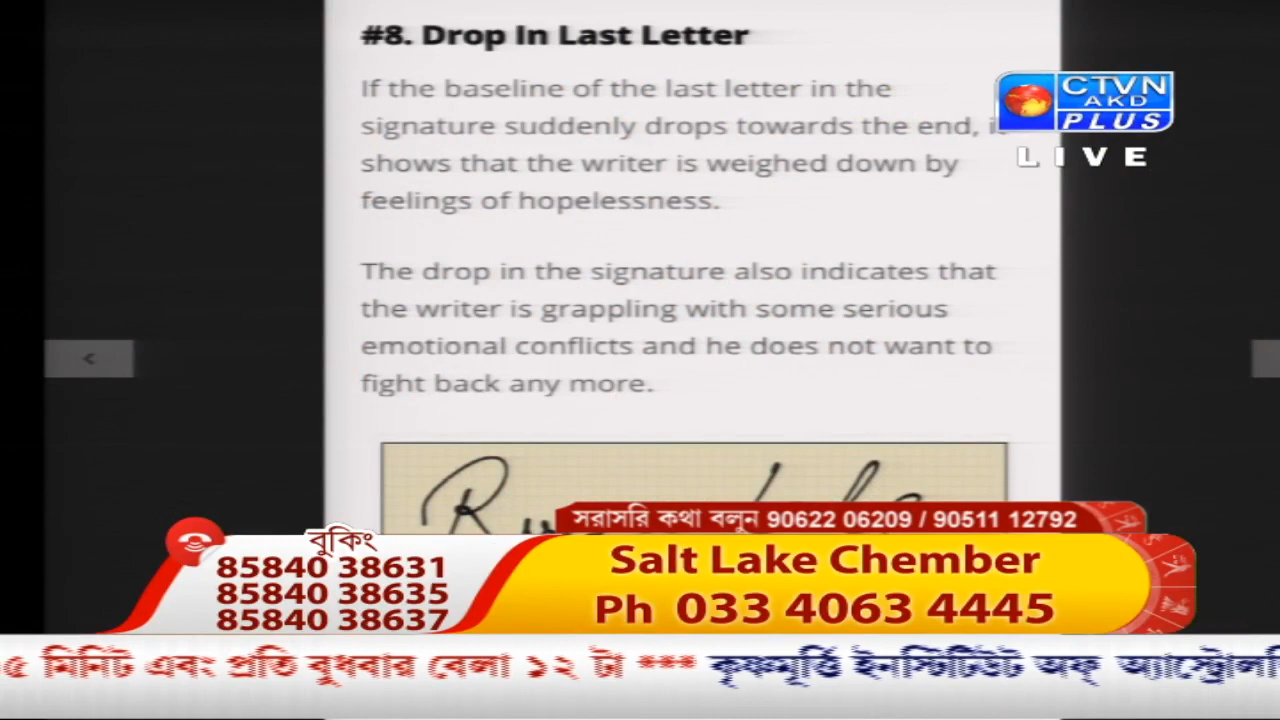 #8. Drop In Last Letter
If the baseline of the last letter in the
signature suddenly drops towards the end,
shows that the writer is weighed down by
feelings of hopelessness.
The drop in the signature also indicates that
the writer is grappling with some serious
emotional conflicts and he does not want to
fight back any more.
CTVN
AKD
PLUS
LIVE
সরাসরি কথা বলুন 90622 06209 / 90511 12792
বুকিং
85840 38631
85840 38635
85840 38637
Salt Lake Chember
Ph 033 4063 4445
৫ মিনিট এবং প্রতি বুধবার বেলা ১২ টা *** কৃষ্ণমূর্ত্তি ইনস্টিটিউট অফ্